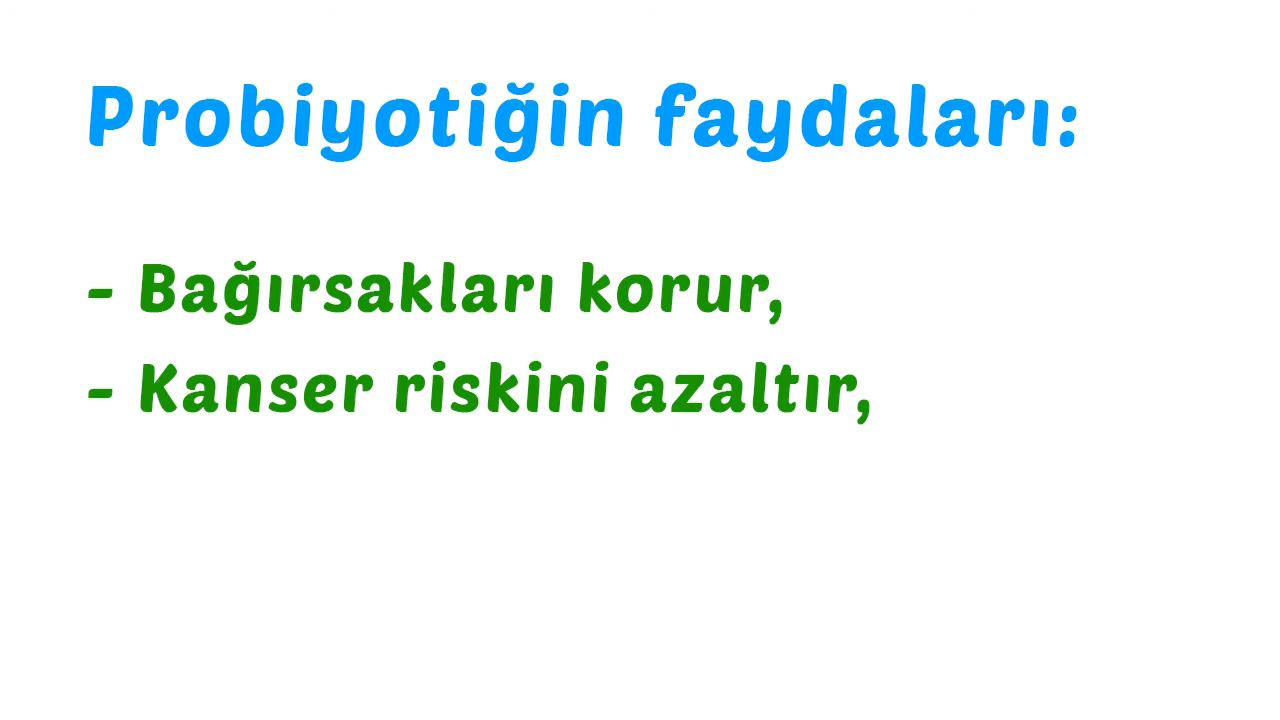 Probiyotiğin faydaları:
- Bağırsakları korur,
- Kanser riskini azaltır,